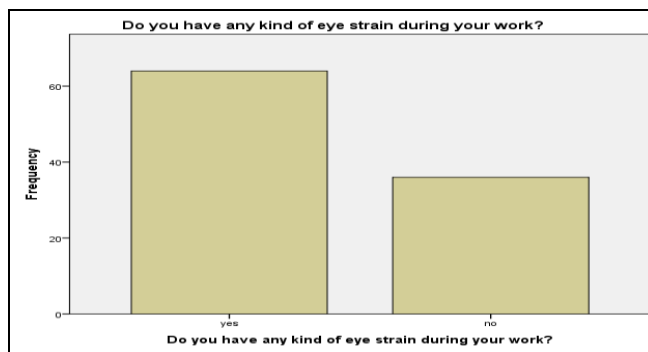 Do you have any kind of eye strain during your work?
Frequency
60
40
20
0
yes no
Do you have any kind of eye strain during your work?